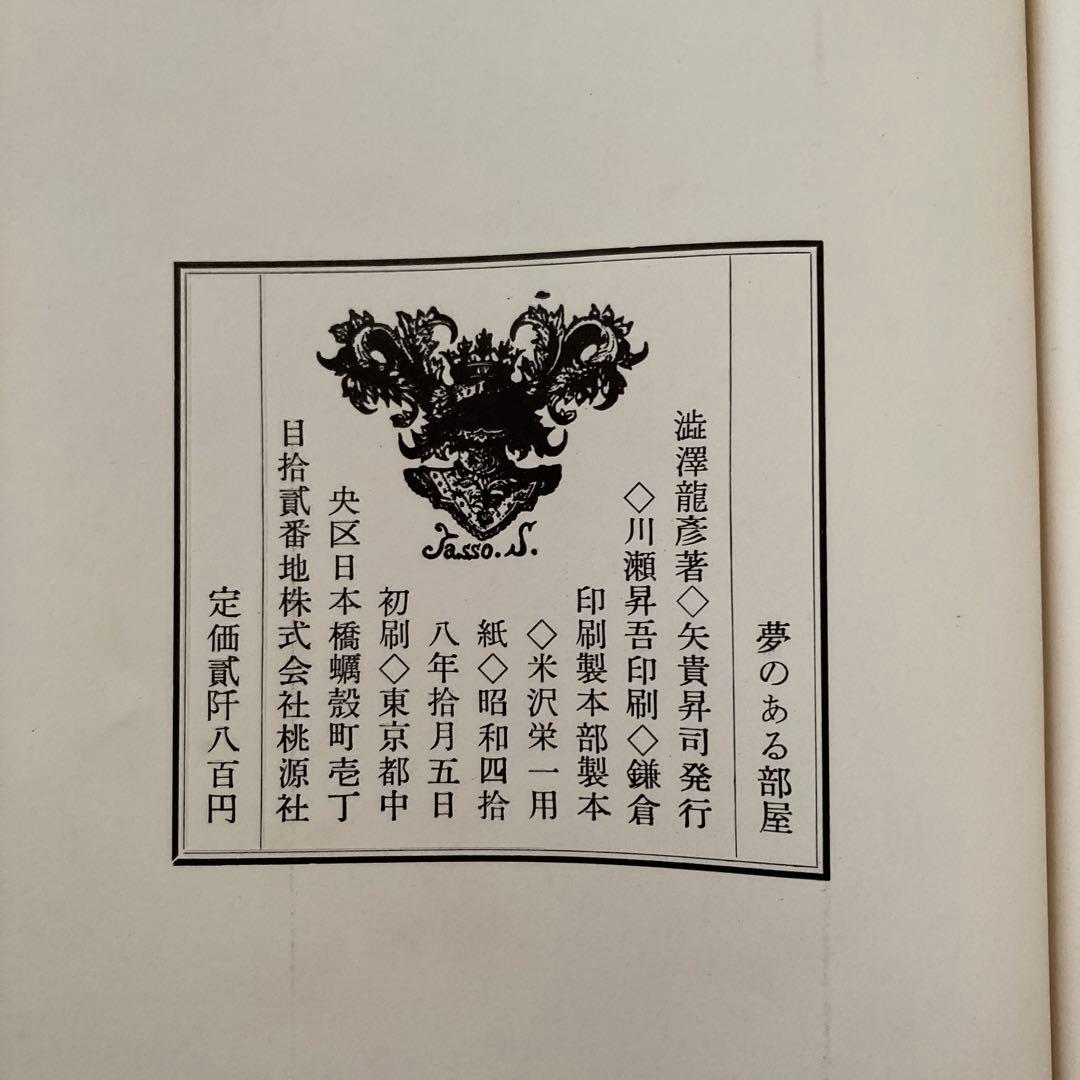 夢のある部屋
澁澤龍彥著◇矢貴昇司発行
◇川瀬昇吾印刷◇鎌倉
印刷製本部製本
◇米沢栄一用
紙◇昭和四拾
八年拾月五日
初刷◇東京都中
央区日本橋蠣殼町壱丁
目拾貳番地株式会社桃源社
Tasso. S.
定価貳阡八百円